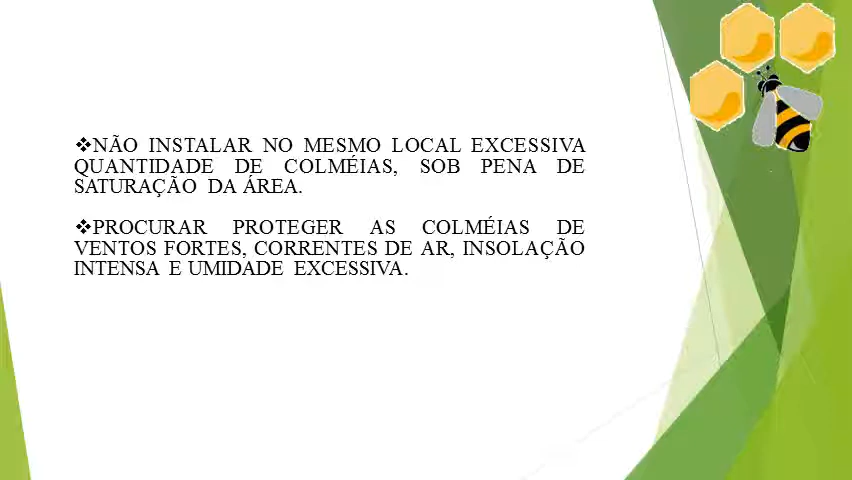 ❖NÃO INSTALAR NO MESMO LOCAL EXCESSIVA
QUANTIDADE DE COLMÉIAS, SOB PENA DE
SATURAÇÃO DA ÁREA.
❖PROCURAR PROTEGER AS COLMÉIAS DE
VENTOS FORTES, CORRENTES DE AR, INSOLAÇÃO
INTENSA E UMIDADE EXCESSIVA.